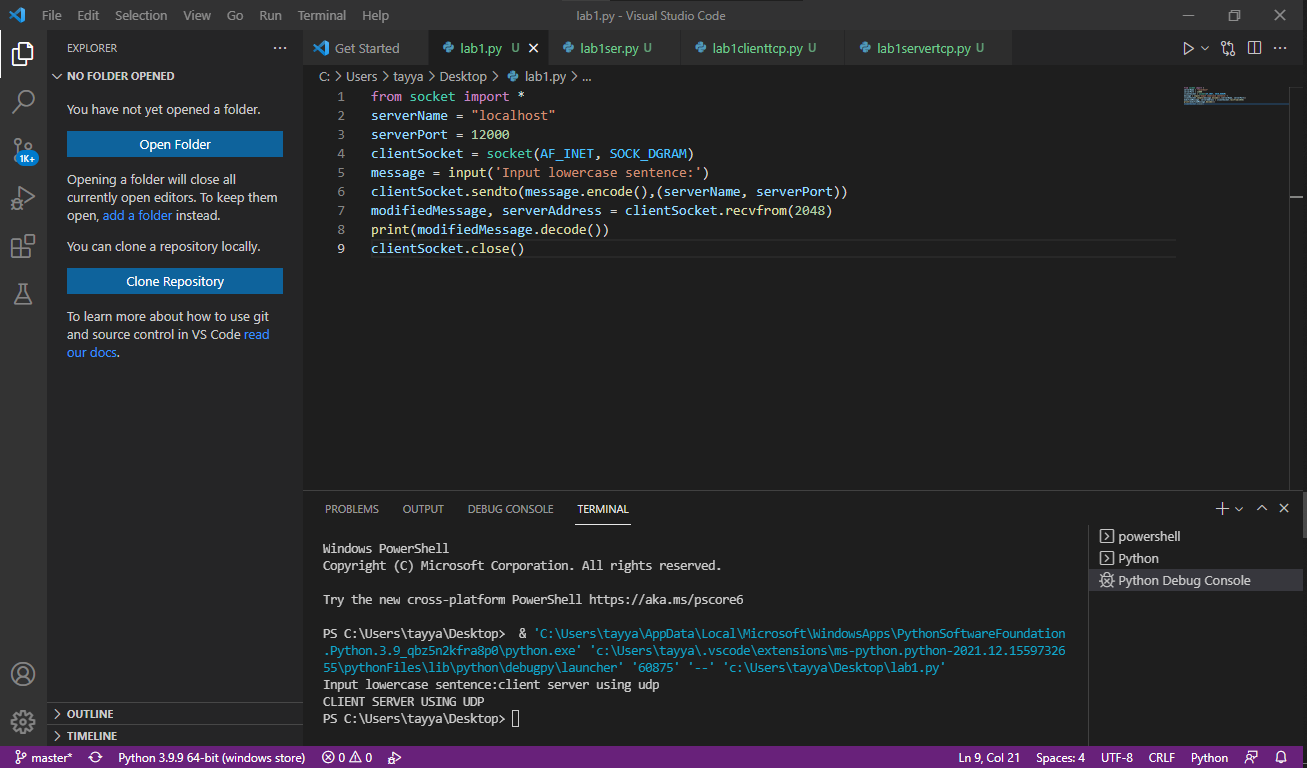 File Edit Selection View Go Run Terminal Help
lab1.py - Visual Studio Code
EXPLORER
NO FOLDER OPENED
You have not yet opened a folder.
Open Folder
Opening a folder will close all
currently open editors. To keep them
open, add a folder instead.
You can clone a repository locally.
Clone Repository
To learn more about how to use git
and source control in VS Code read
our docs.
1K+
OUTLINE
TIMELINE
Get Started lab1.py U lab1ser.py U lab1clienttcp.py U lab1servertcp.py U
C: > Users > tayya > Desktop > lab1.py > ...
1 from socket import *
2 serverName = "localhost"
3 serverPort = 12000
4 clientSocket = socket(AF_INET, SOCK_DGRAM)
5 message = input('Input lowercase sentence:')
6 clientSocket.sendto(message.encode(),(serverName, serverPort))
7 modifiedMessage, serverAddress = clientSocket.recvfrom(2048)
8 print(modifiedMessage.decode())
9 clientSocket.close()
PROBLEMS OUTPUT DEBUG CONSOLE TERMINAL
Windows PowerShell
Copyright (C) Microsoft Corporation. All rights reserved.
Try the new cross-platform PowerShell https://aka.ms/pscore6
PS C:\Users\tayya\Desktop>  & 'C:\Users\tayya\AppData\Local\Microsoft\WindowsApps\PythonSoftwareFoundation
.Python.3.9_qbz5n2kfra8p0\python.exe' 'c:\Users\tayya\.vscode\extensions\ms-python.python-2021.12.15597326
55\pythonFiles\lib\python\debugpy\launcher' '60875' '--' 'c:\Users\tayya\Desktop\lab1.py'
Input lowercase sentence:client server using udp
CLIENT SERVER USING UDP
PS C:\Users\tayya\Desktop>
powershell
Python
Python Debug Console
master* Python 3.9.9 64-bit (windows store) 0 0 Ln 9, Col 21 Spaces: 4 UTF-8 CRLF Python